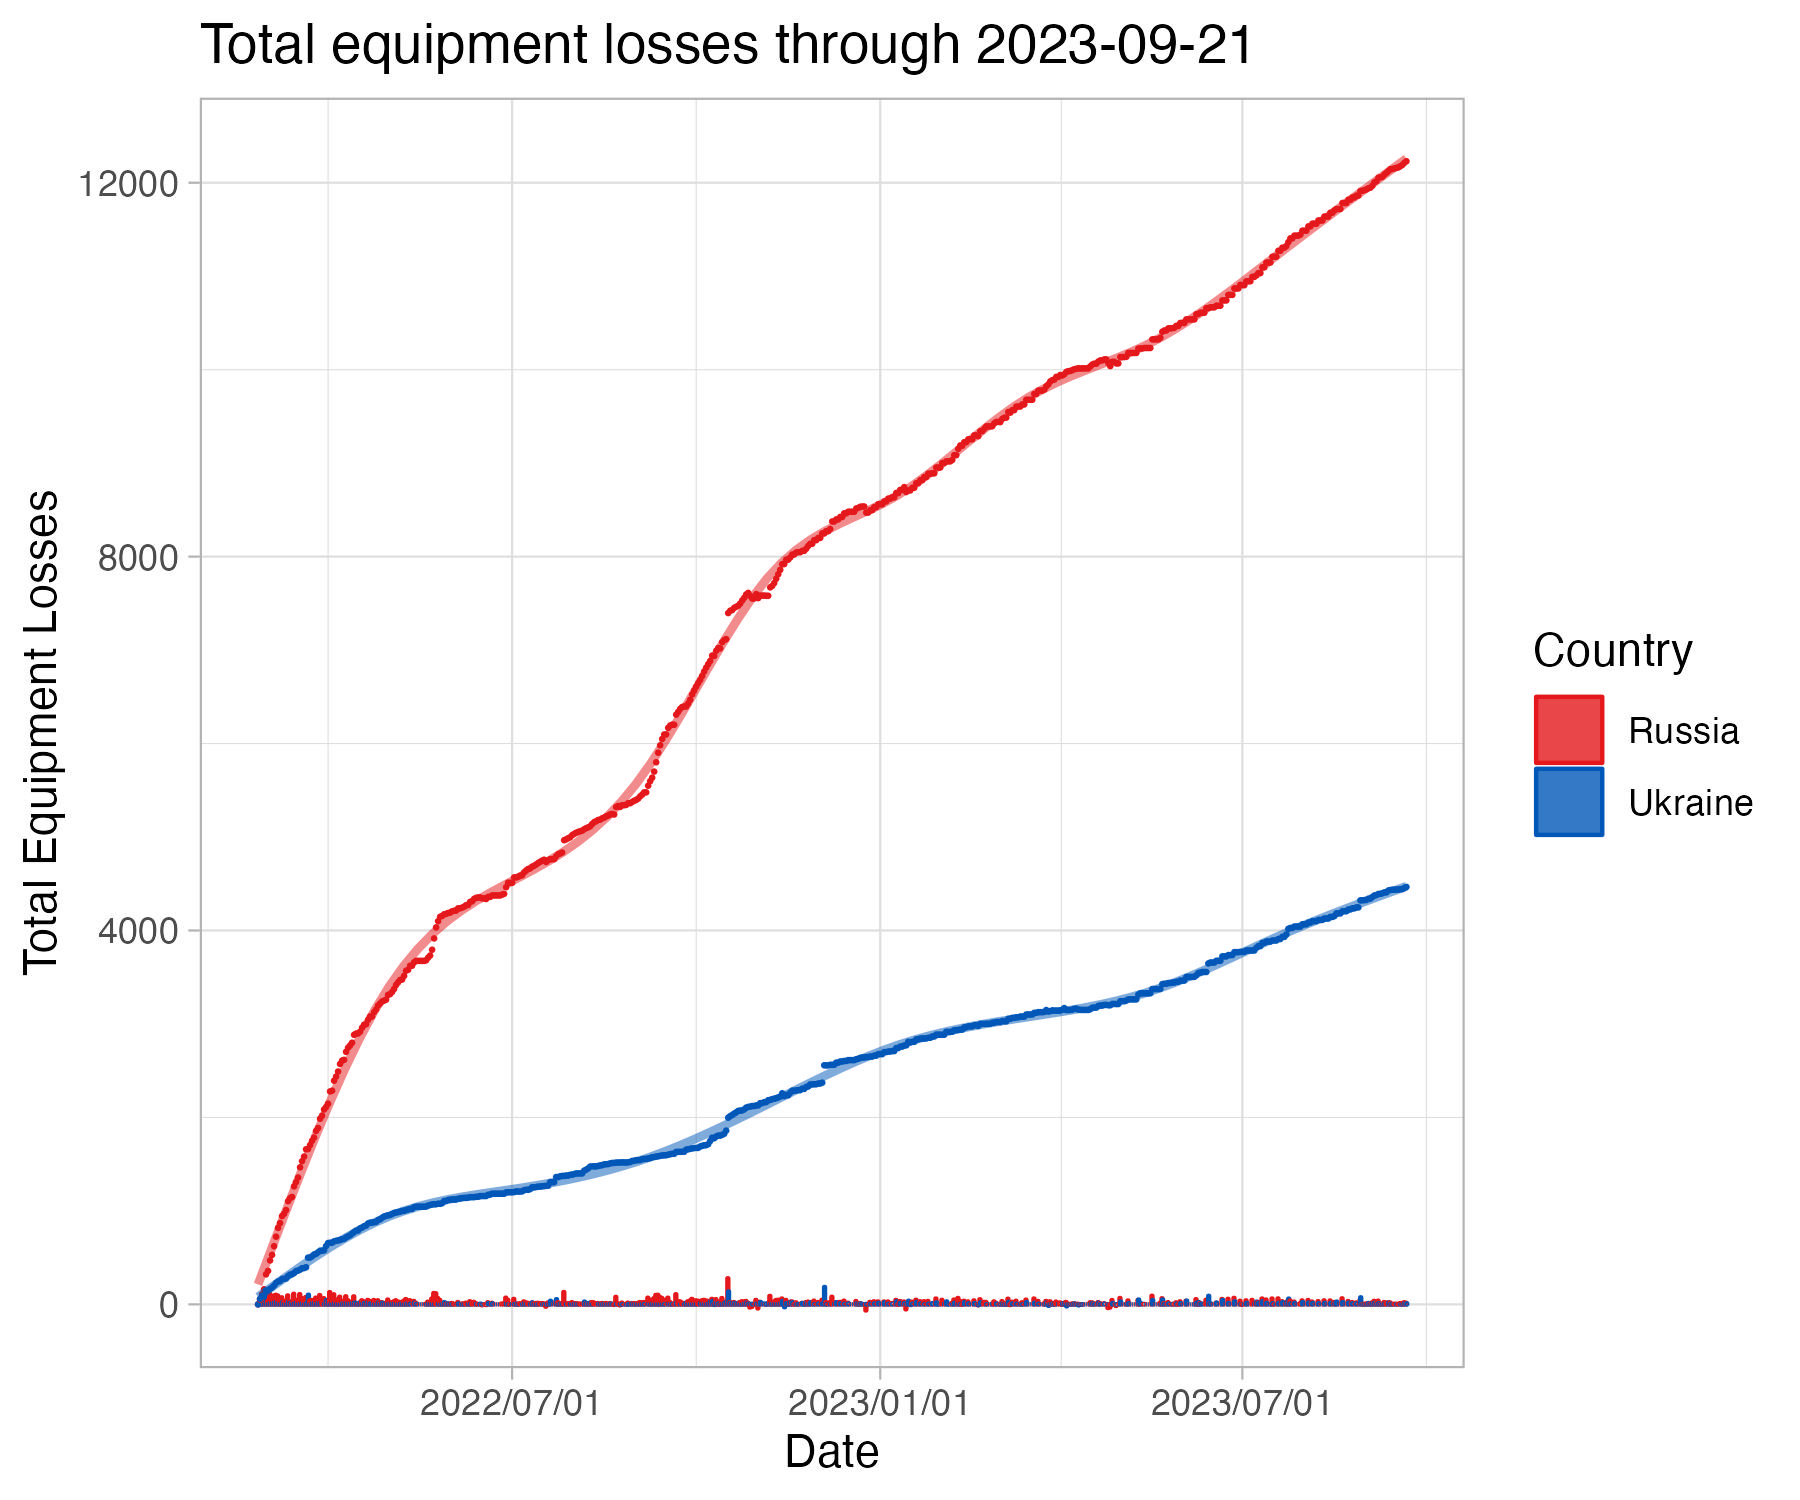 Total equipment losses through 2023-09-21
Total Equipment Losses
12000
8000
4000
0
2022/07/01
2023/01/01
2023/07/01
Date
Country
Russia
Ukraine